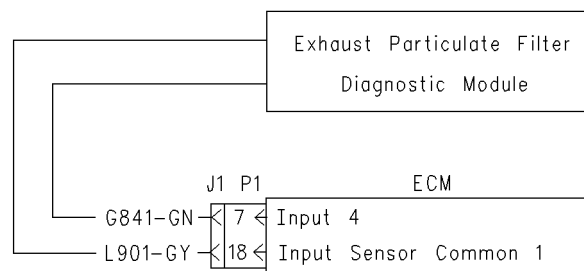 Exhaust Particulate Filter
Diagnostic Module
J1 P1 ECM
G841-GN 7 Input 4
L901-GY 18 Input Sensor Common 1